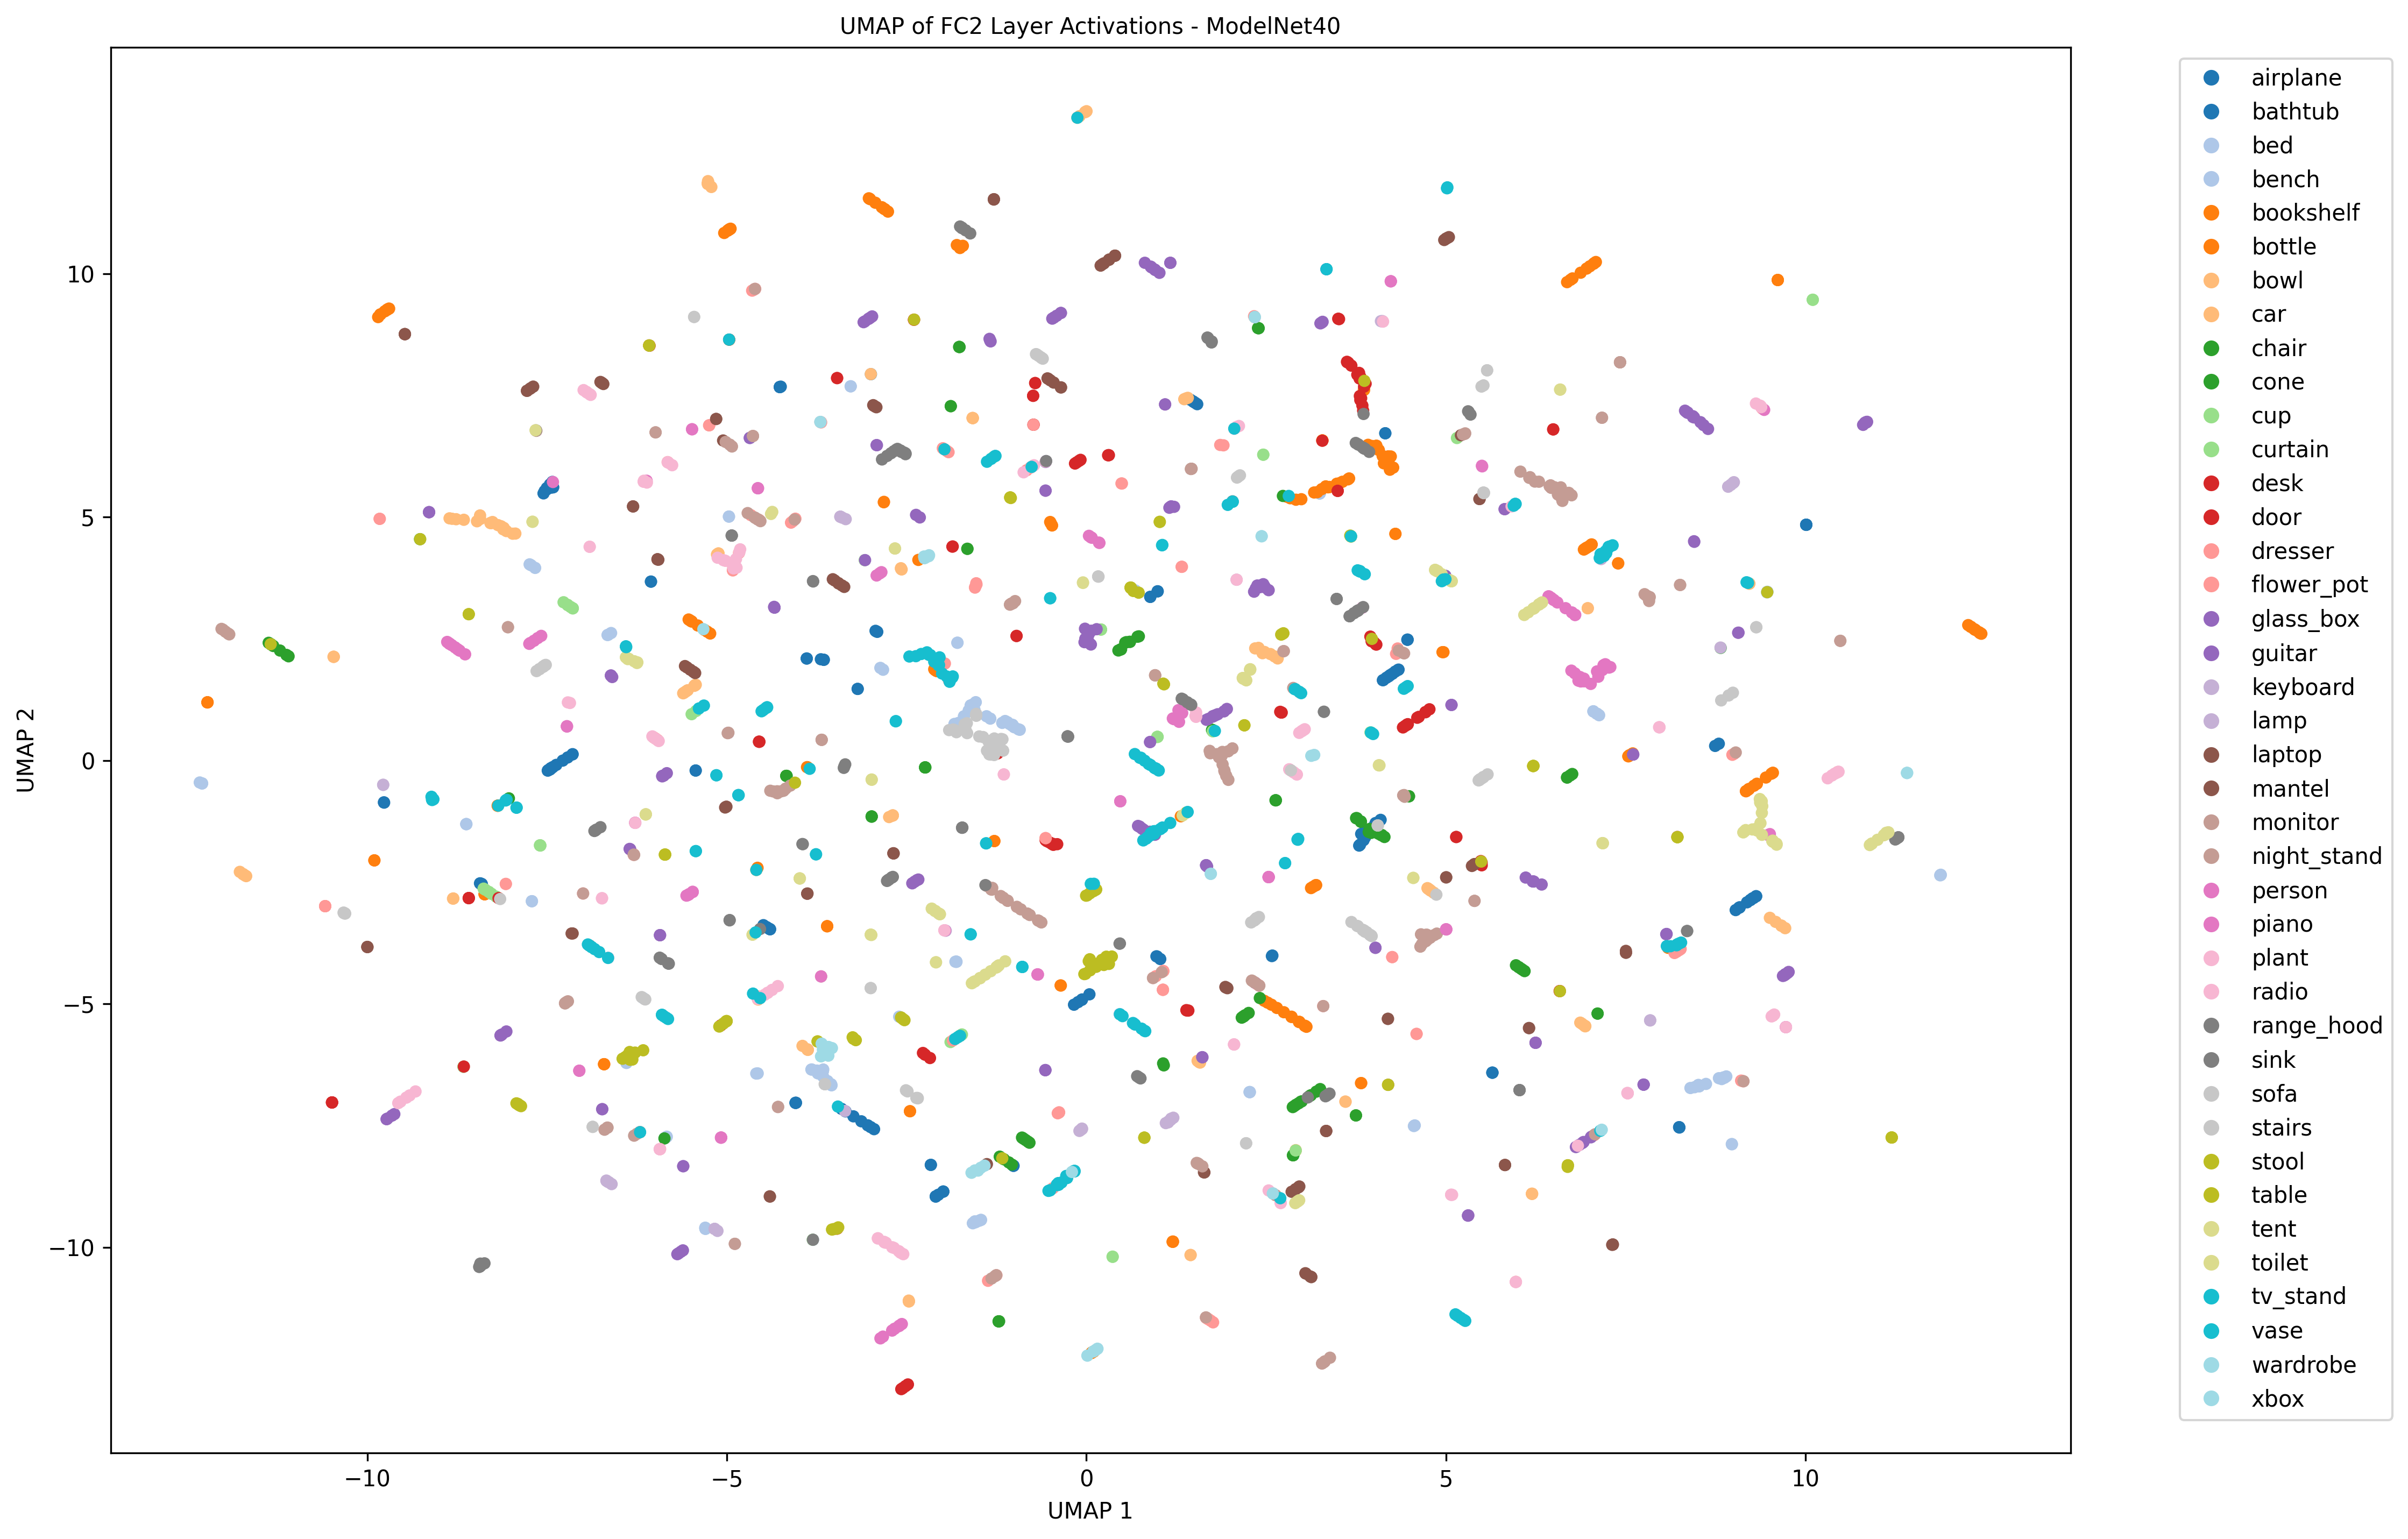 UMAP of FC2 Layer Activations - ModelNet40
10
5
0
−5
−10
UMAP 2
−10
−5
0
5
10
UMAP 1
airplane
bathtub
bed
bench
bookshelf
bottle
bowl
car
chair
cone
cup
curtain
desk
door
dresser
flower_pot
glass_box
guitar
keyboard
lamp
laptop
mantel
monitor
night_stand
person
piano
plant
radio
range_hood
sink
sofa
stairs
stool
table
tent
toilet
tv_stand
vase
wardrobe
xbox